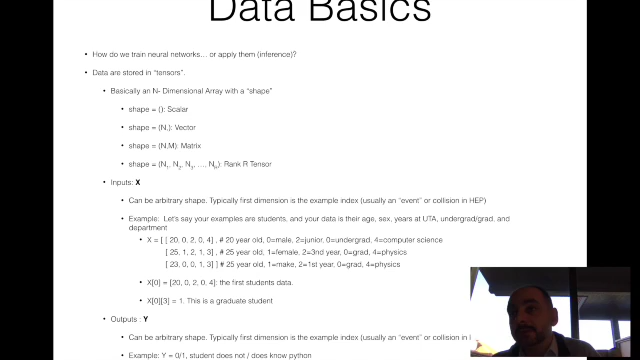 Data Basics
• How do we train neural networks... or apply them (inference)?
• Data are stored in "tensors".
• Basically an N- Dimensional Array with a "shape"
• shape = (): Scalar
• shape = (N,): Vector
• shape = (N,M): Matrix
• shape = (N1, N2, N3, ..., NR): Rank R Tensor
• Inputs: X
• Can be arbitrary shape. Typically first dimension is the example index (usually an "event" or collision in HEP)
• Example: Let's say your examples are students, and your data is their age, sex, years at UTA, undergrad/grad, and
department
• X = [ [ 20, 0, 2, 0, 4] , # 20 year old, 0=male, 2=junior, 0=undergrad, 4=computer science
[ 25, 1, 2, 1, 3] , # 25 year old, 1=female, 2=3nd year, 0=grad, 4=physics
[ 23, 0, 0, 1, 3] ] # 25 year old, 1=make, 2=1st year, 0=grad, 4=physics
• X[0] = [20, 0, 2, 0, 4]: the first students data.
• X[0][3] = 1. This is a graduate student
• Outputs : Y
• Can be arbitrary shape. Typically first dimension is the example index (usually an "event" or collision in
• Example: Y = 0/1, student does not / does know python